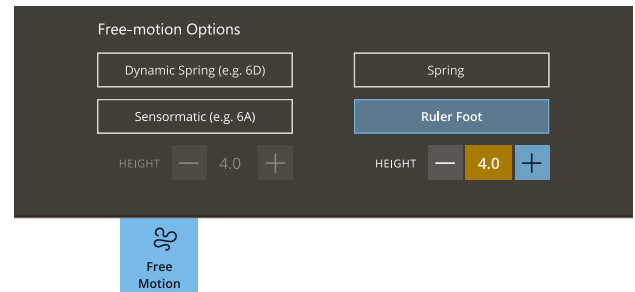 Free-motion Options
Dynamic Spring (e.g. 6D)
Spring
Sensormatic (e.g. 6A)
Ruler Foot
HEIGHT — 4.0 +
HEIGHT — 4.0 +
Free
Motion